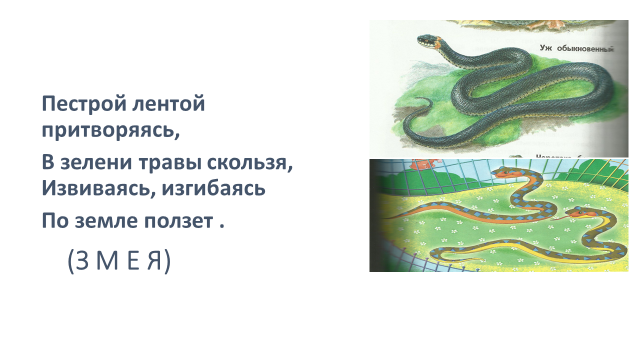 Пестрой лентой
притворяясь,
В зелени травы скользя,
Извиваясь, изгибаясь
По земле ползет .
(З М Е Я)
Уж обыкновенный